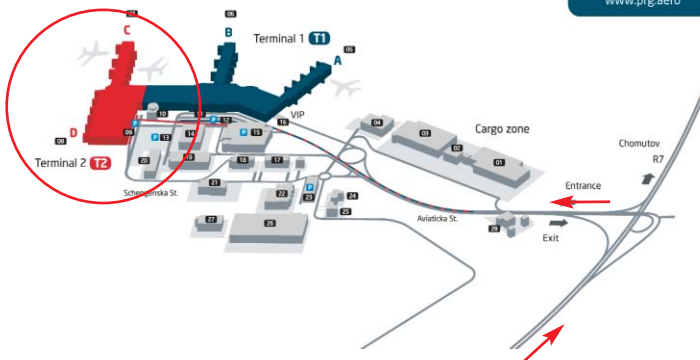 www.prg.aero
06
C
B
Terminal 1 T1
05
A
VIP
16
10
11
P 12
P
04
Cargo zone
03
02
01
Chomutov
R7
08
D
09
P 13
14
P 15
Terminal 2 T2
20
19
18
17
Entrance
Schengenska St.
21
22
P
23
24
25
Aviaticka St.
28
Exit
27
26